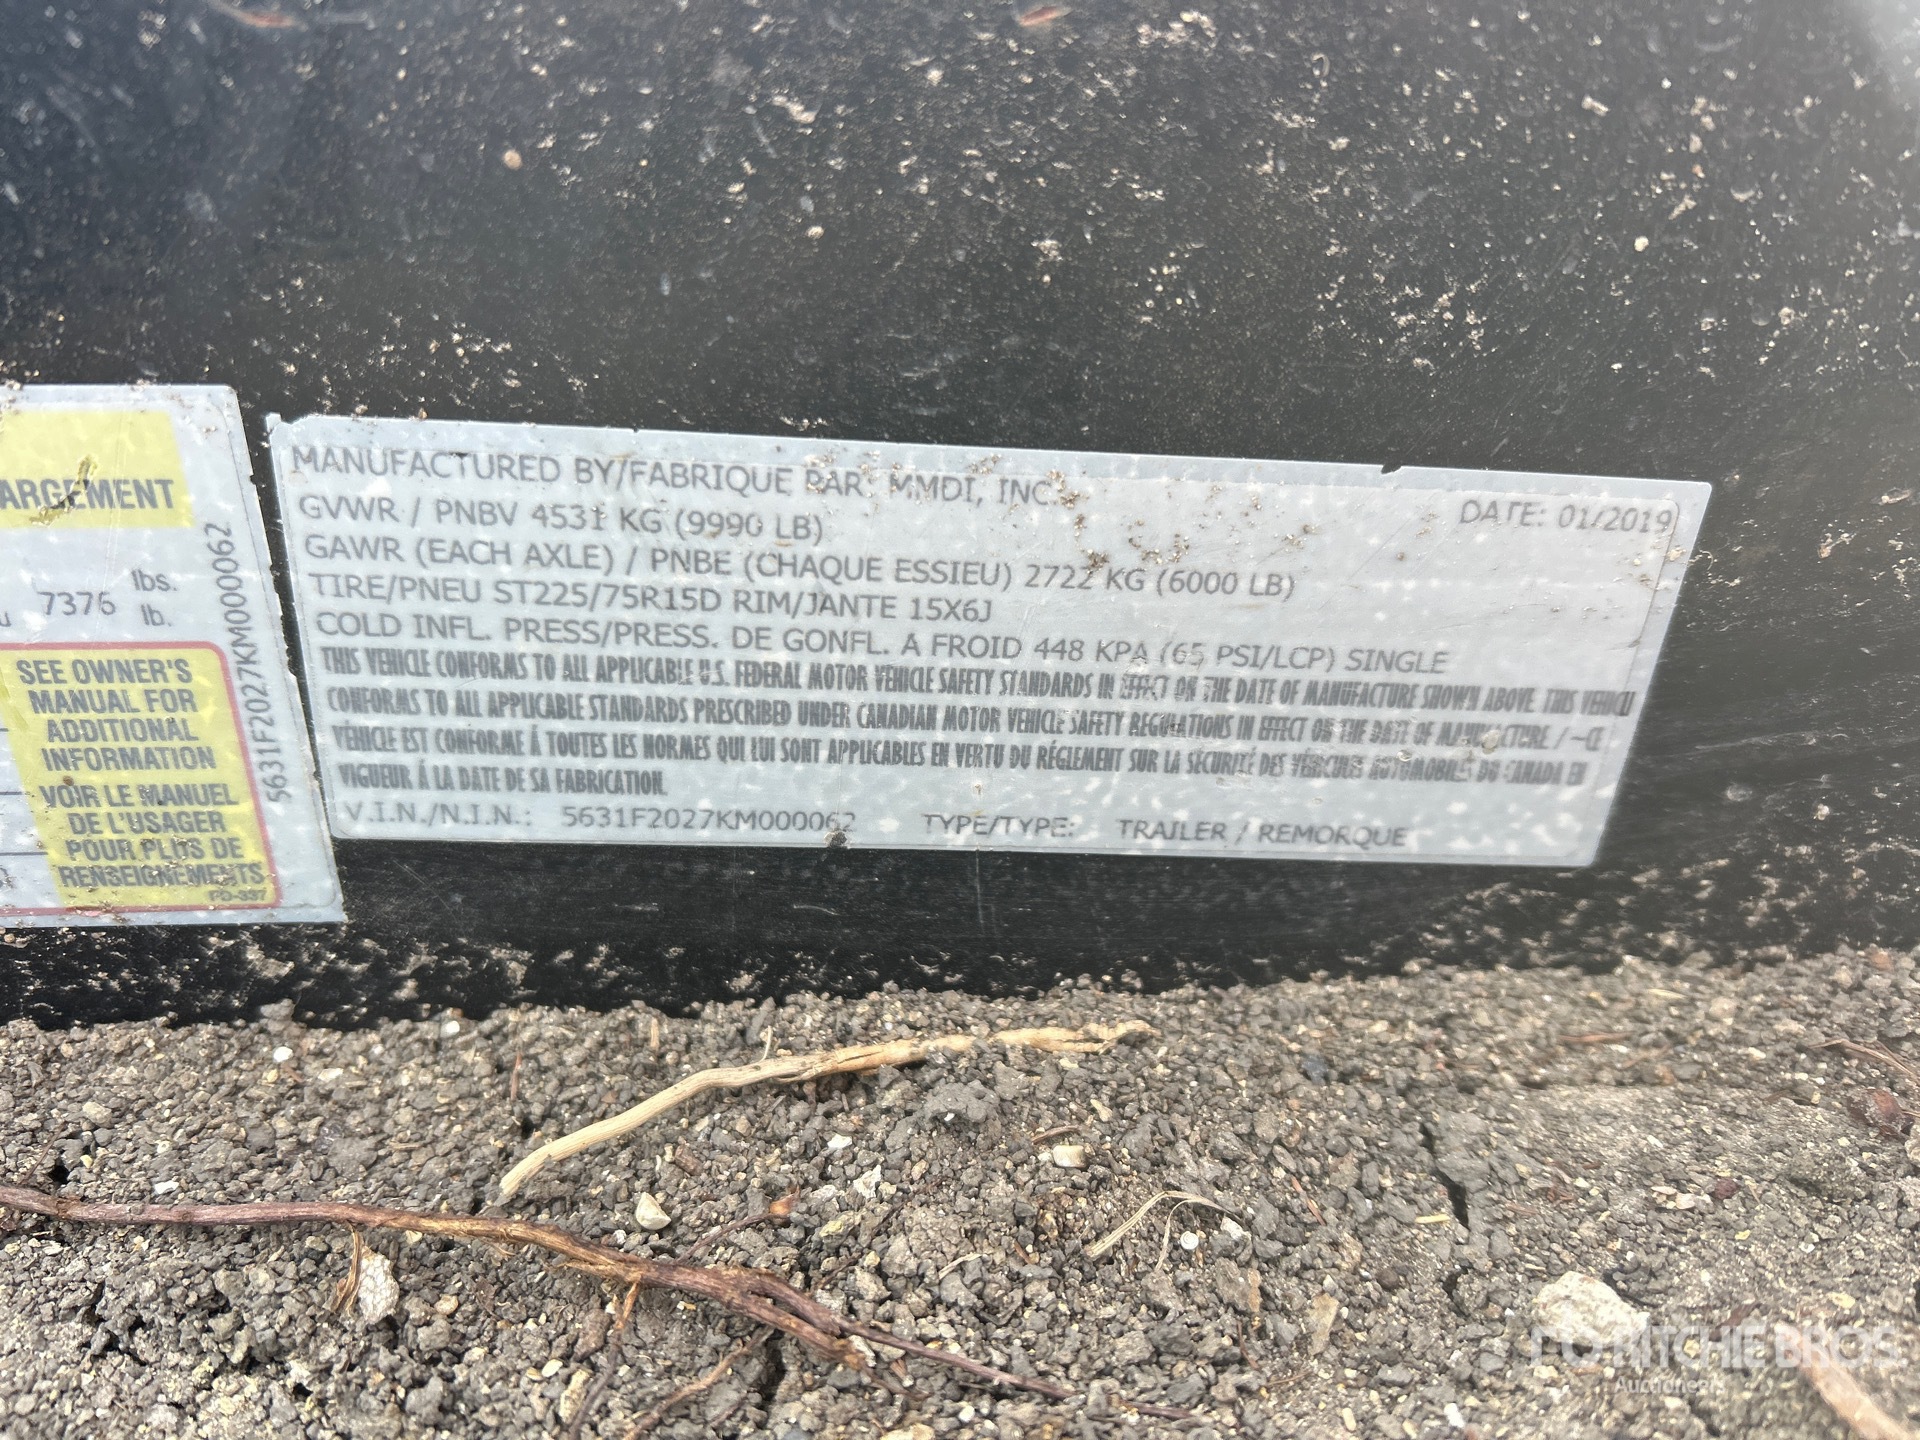 ARGEMENT
lbs.
7376
lb.
SEE OWNER'S
MANUAL FOR
ADDITIONAL
INFORMATION
VOIR LE MANUEL
DE L'USAGER
POUR PLUS DE
RENSEIGNEMENTS
5631F2027KM000062
MANUFACTURED BY/FABRIQUE PAR: MMDI, INC.
DATE: 01/2019
GVWR / PNBV 4531 KG (9990 LB)
GAWR (EACH AXLE) / PNBE (CHAQUE ESSIEU) 2722 KG (6000 LB)
TIRE/PNEU ST225/75R15D RIM/JANTE 15X6J
COLD INFL. PRESS/PRESS. DE GONFL. A FROID 448 KPA (65 PSI/LCP) SINGLE
THIS VEHICLE CONFORMS TO ALL APPLICABLE U.S. FEDERAL MOTOR VEHICLE SAFETY STANDARDS IN EFFECT ON THE DATE OF MANUFACTURE SHOWN ABOVE. THIS VEHICLE
CONFORMS TO ALL APPLICABLE STANDARDS PRESCRIBED UNDER CANADIAN MOTOR VEHICLE SAFETY REGULATIONS IN EFFECT ON THE DATE OF MANUFACTURE / -CE
VÉHICLE EST CONFORME À TOUTES LES NORMES QUI LUI SONT APPLICABLES EN VERTU DU RÉGLEMENT SUR LA SÉCURITÉ DES VÉHICULES AUTOMOBILES DU CANADA EN
VIGUEUR À LA DATE DE SA FABRICATION.
V.I.N./N.I.N.: 5631F2027KM000062 TYPE/TYPE: TRAILER / REMORQUE
RITCHIE BROS
Auctioneers